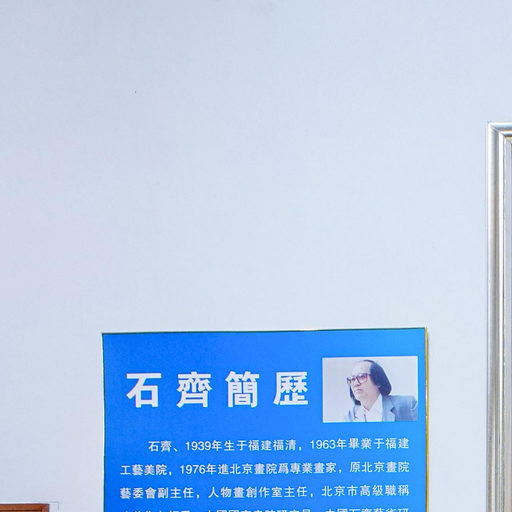 石齊簡歷
石齊、1939年生于福建福清，1963年畢業于福建
工藝美院，1976年進北京畫院爲專業畫家，原北京畫院
藝委會副主任，人物畫創作室主任，北京市高級職稱